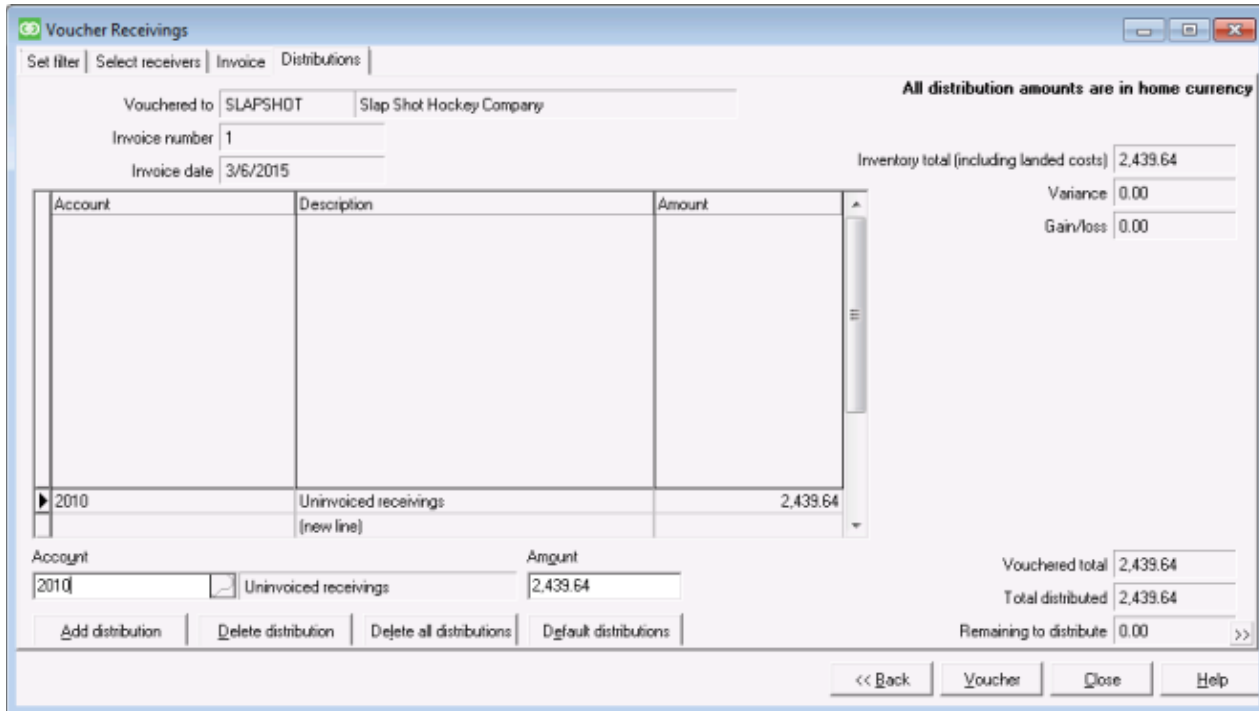 Voucher Receivings
Set filter Select receivers Invoice Distributions
All distribution amounts are in home currency
Vouchered to SLAPSHOT Slap Shot Hockey Company
Invoice number 1
Invoice date 3/6/2015
Inventory total (including landed costs) 2,439.64
Variance 0.00
Gain/loss 0.00
Account Description Amount
2010 Uninvoiced receivings 2,439.64
(new line)
Account Amount
2010 Uninvoiced receivings 2,439.64
Vouchered total 2,439.64
Total distributed 2,439.64
Remaining to distribute 0.00 >>
Add distribution Delete distribution Delete all distributions Default distributions
<< Back Voucher Close Help